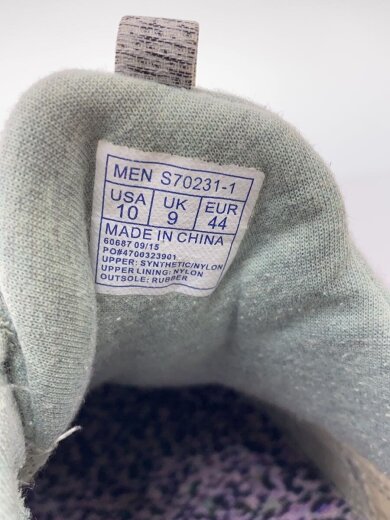 MEN S70231-1
USA UK EUR
10 9 44
MADE IN CHINA
60687 09/15
PO#4700323901
UPPER: SYNTHETIC/NYLON
UPPER LINING: NYLON
OUTSOLE: RUBBER